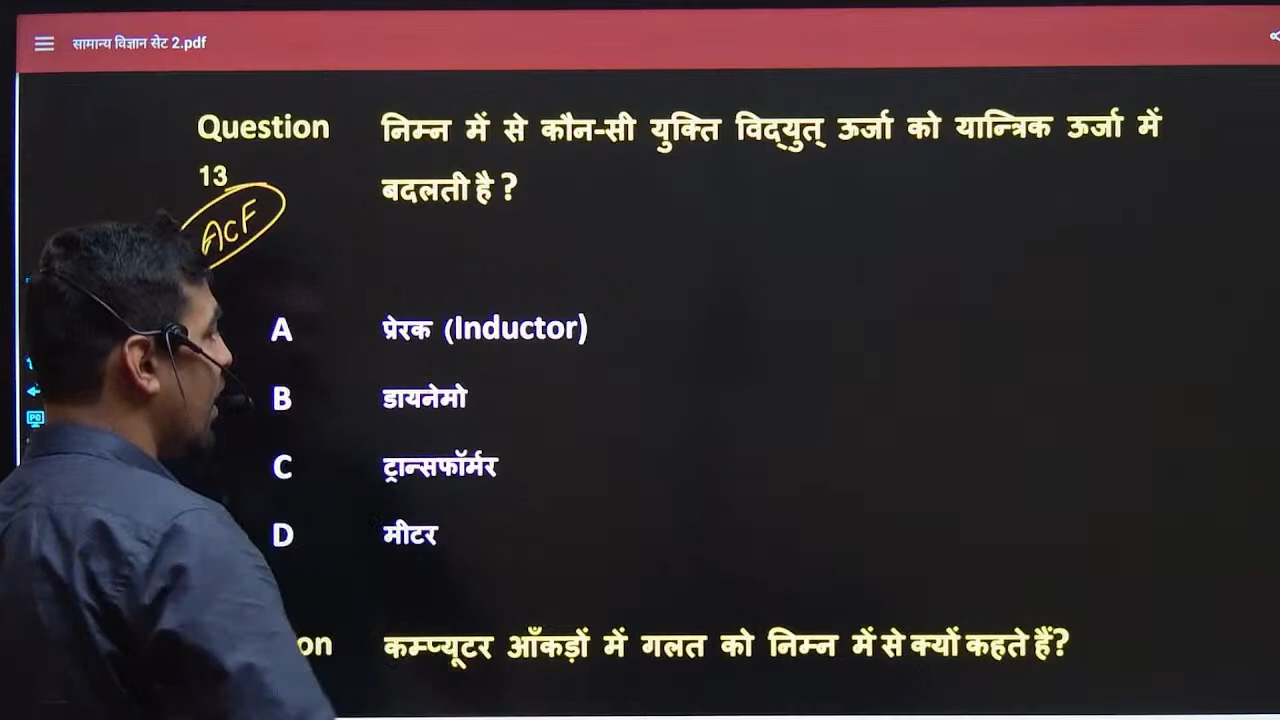 सामान्य विज्ञान सेट 2.pdf
Question 13
निम्न में से कौन-सी युक्ति विद्‌युत् ऊर्जा को यान्त्रिक ऊर्जा में
बदलती है ?
ACF
A प्रेरक (Inductor)
B डायनेमो
C ट्रान्सफॉर्मर
D मीटर
on कम्प्यूटर आँकड़ों में गलत को निम्न में से क्यों कहते हैं?